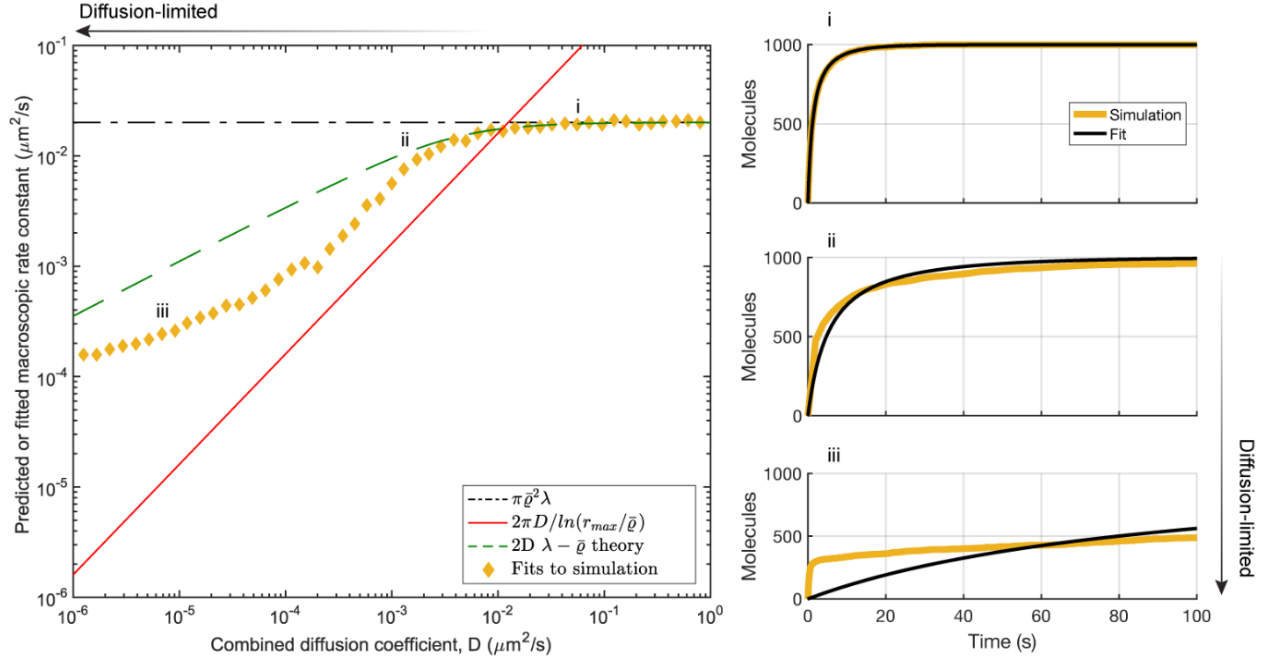 Diffusion-limited
Predicted or fitted macroscopic rate constant (μm²/s)
10⁻¹
10⁻²
10⁻³
10⁻⁴
10⁻⁵
10⁻⁶
i
ii
iii
πϱ̄²λ
2πD/ln(r_max/ϱ̄)
2D λ − ϱ̄ theory
Fits to simulation
10⁻⁶ 10⁻⁵ 10⁻⁴ 10⁻³ 10⁻² 10⁻¹ 10⁰
Combined diffusion coefficient, D (μm²/s)
i
Molecules
1000
500
0
Simulation
Fit
ii
Molecules
1000
500
0
iii
Molecules
1000
500
0
0 20 40 60 80 100
Time (s)
Diffusion-limited